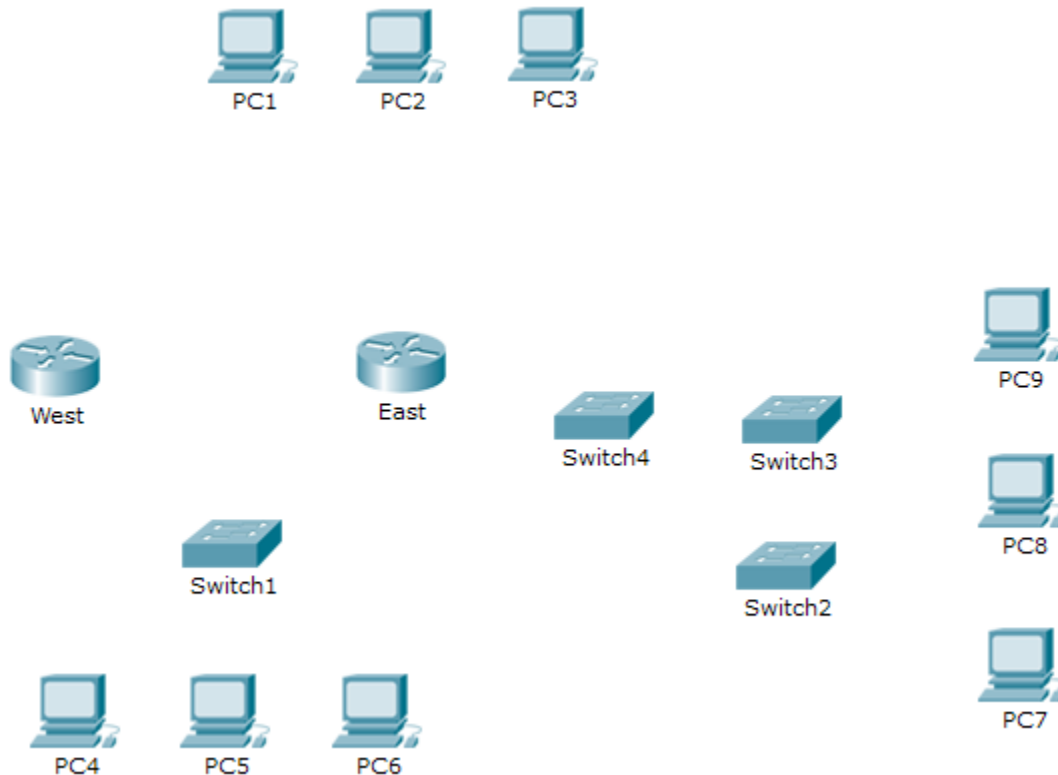 PC1
PC2
PC3
West
East
PC9
Switch4
Switch3
PC8
Switch1
Switch2
PC7
PC4
PC5
PC6